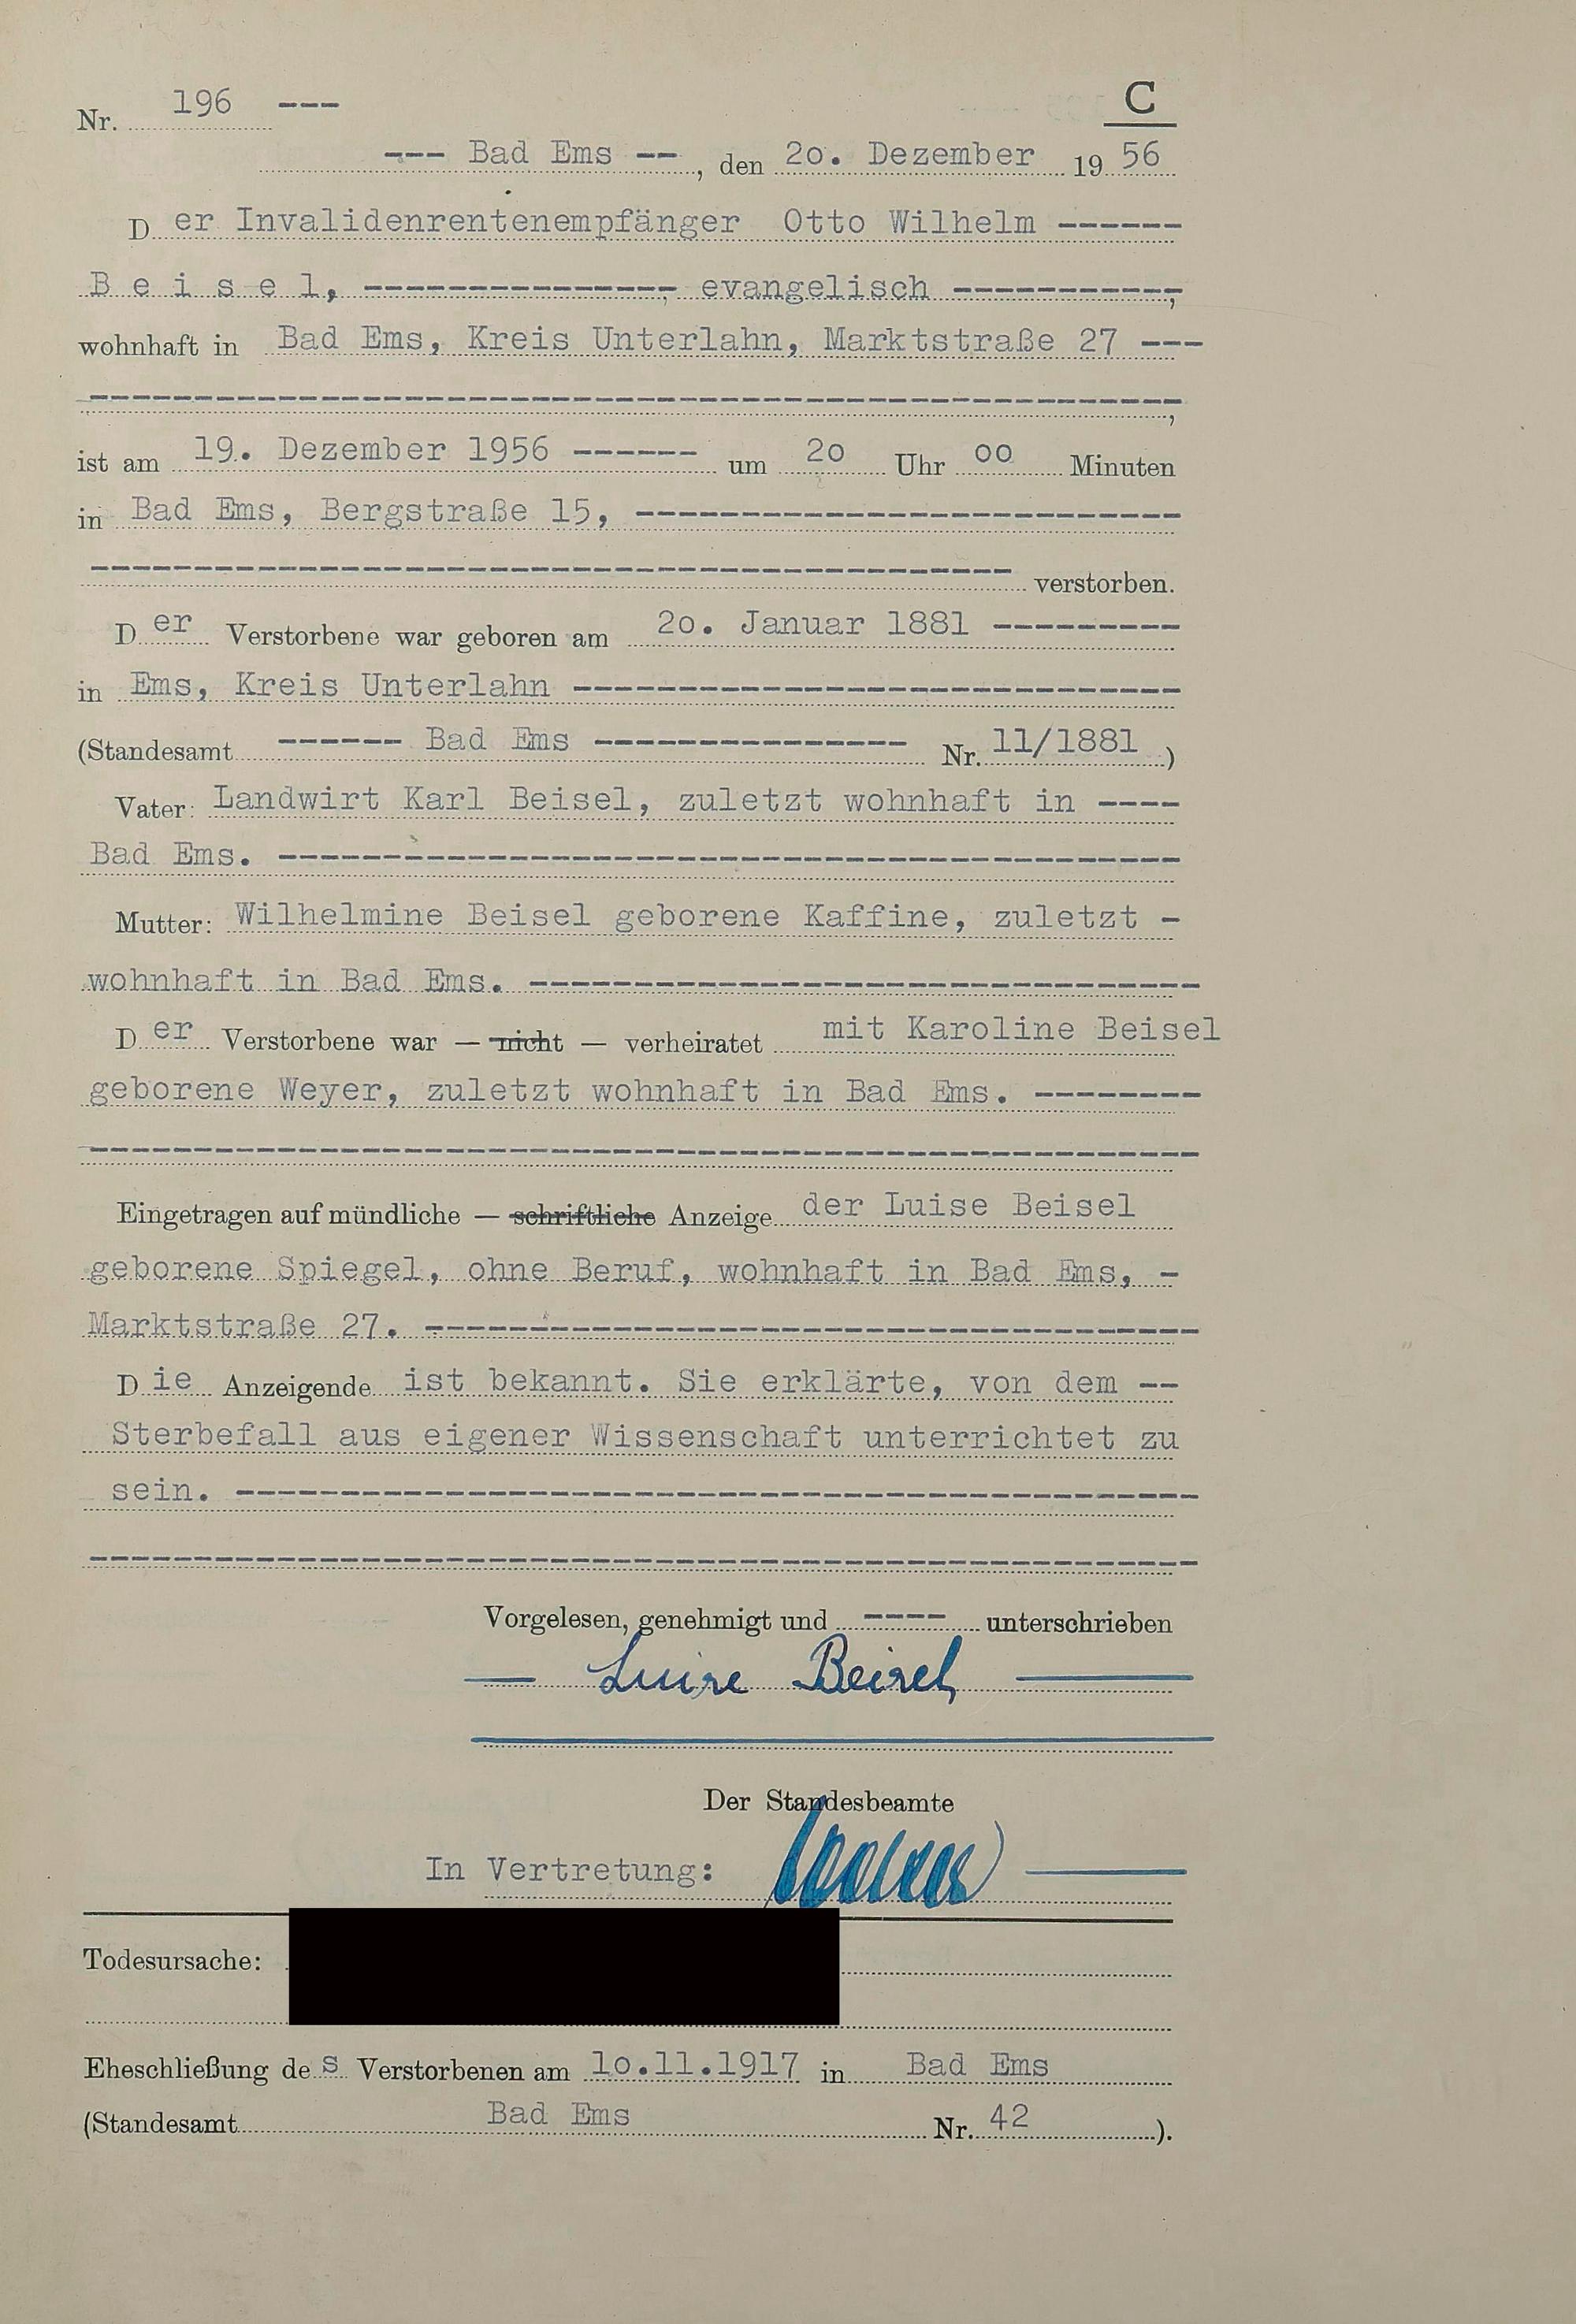 Nr. 196 --- C
--- Bad Ems --, den 2o. Dezember 19 56
Der Invalidenrentenempfänger Otto Wilhelm ------
B e i s e l, --------------- evangelisch -----------,
wohnhaft in Bad Ems, Kreis Unterlahn, Marktstraße 27 ---
-----------------------------------------------------,
ist am 19. Dezember 1956 ------ um 2o Uhr oo Minuten
in Bad Ems, Bergstraße 15, --------------------------
--------------------------------------------- verstorben.
Der Verstorbene war geboren am 2o. Januar 1881 ---------
in Ems, Kreis Unterlahn -----------------------------
(Standesamt ------ Bad Ems --------------- Nr. 11/1881 )
Vater: Landwirt Karl Beisel, zuletzt wohnhaft in ----
Bad Ems. -------------------------------------------
Mutter: Wilhelmine Beisel geborene Kaffine, zuletzt -
wohnhaft in Bad Ems. --------------------------------
Der Verstorbene war — nicht — verheiratet mit Karoline Beisel
geborene Weyer, zuletzt wohnhaft in Bad Ems. --------
-----------------------------------------------------
Eingetragen auf mündliche — schriftliche Anzeige der Luise Beisel
geborene Spiegel, ohne Beruf, wohnhaft in Bad Ems, -
Marktstraße 27. -------------------------------------
Die Anzeigende ist bekannt. Sie erklärte, von dem --
Sterbefall aus eigener Wissenschaft unterrichtet zu
sein. ----------------------------------------------
-----------------------------------------------------
Vorgelesen, genehmigt und ---- unterschrieben
— Luise Beisel —
Der Standesbeamte
In Vertretung:
Todesursache:
Eheschließung des Verstorbenen am 1o.11.1917 in Bad Ems
(Standesamt Bad Ems Nr. 42 ).